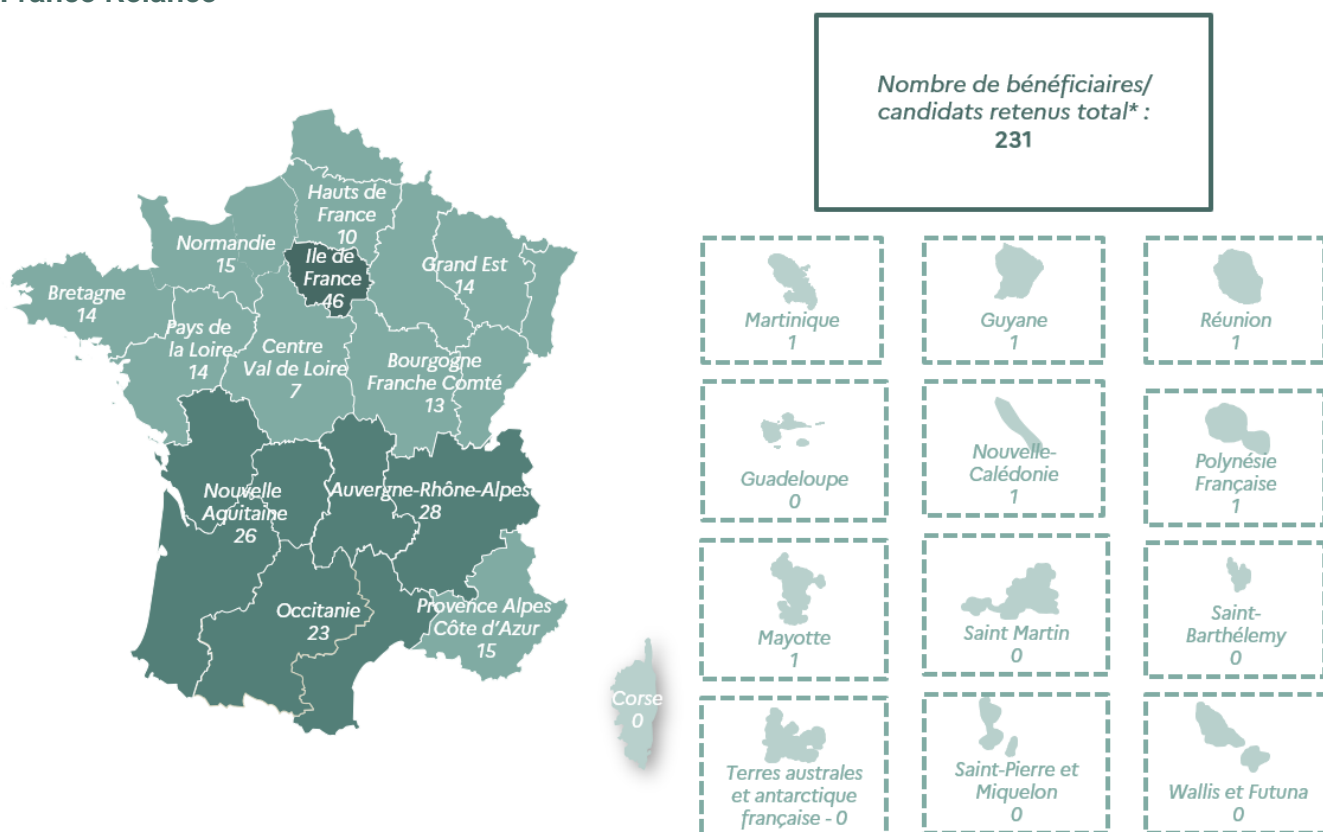 France Relance
Nombre de bénéficiaires/
candidats retenus total* :
231
Hauts de
France
10
Normandie
15
Ile de
France
46
Grand Est
14
Bretagne
14
Pays de
la Loire
14
Centre
Val de Loire
7
Bourgogne
Franche Comté
13
Nouvelle
Aquitaine
26
Auvergne-Rhône-Alpes
28
Occitanie
23
Provence Alpes
Côte d'Azur
15
Corse
0
Martinique
1
Guyane
1
Réunion
1
Guadeloupe
0
Nouvelle-
Calédonie
1
Polynésie
Française
1
Mayotte
1
Saint Martin
0
Saint-
Barthélemy
0
Terres australes
et antarctique
française - 0
Saint-Pierre et
Miquelon
0
Wallis et Futuna
0